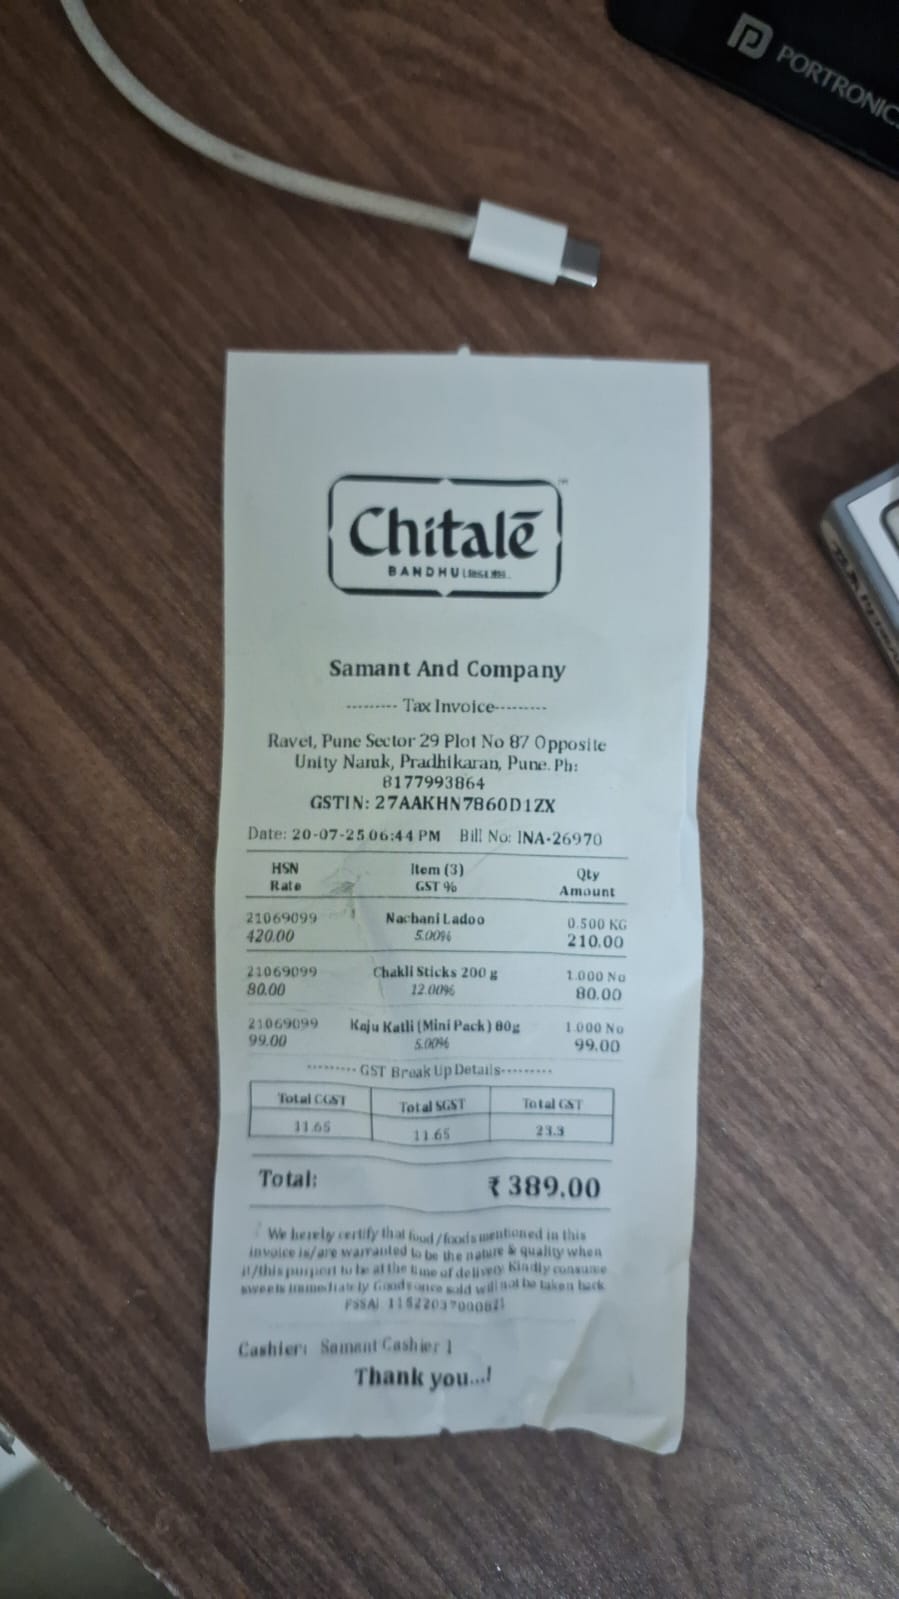 PORTRONICS
Chitalē
BANDHU
Samant And Company
--------- Tax Invoice---------
Ravet, Pune Sector 29 Plot No 87 Opposite
Unity Naruk, Pradhikaran, Pune. Ph:
8177993864
GSTIN: 27AAKHN7860D1ZX
Date: 20-07-25 06:44 PM Bill No: INA-26970
HSN Item (3) Qty
Rate GST % Amount
21069099 Nachani Ladoo 0.500 KG
420.00 5.00% 210.00
21069099 Chakli Sticks 200 g 1.000 No
80.00 12.00% 80.00
21069099 Kaju Katli (Mini Pack) 80g 1.000 No
99.00 5.00% 99.00
--------- GST Break Up Details---------
Total CGST Total SGST Total GST
11.65 11.65 23.3
Total: ₹ 389.00
We hereby certify that food/foods mentioned in this
invoice is/are warranted to be the nature & quality when
it/this purport to be at the time of delivery Kindly consume
sweets immediately Goods once sold will not be taken back
FSSAI
Cashier: Samant Cashier 1
Thank you...!